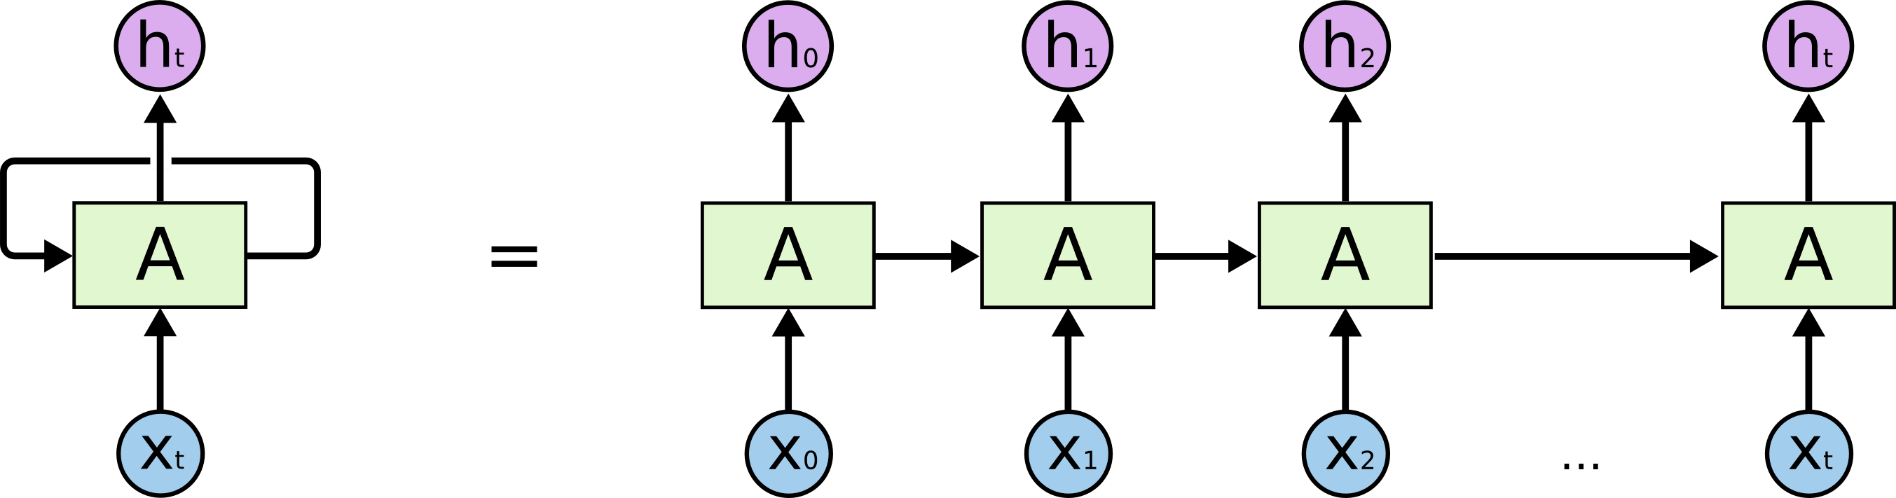 ht h0 h1 h2 ht
A = A A A A
xt x0 x1 x2 ... xt